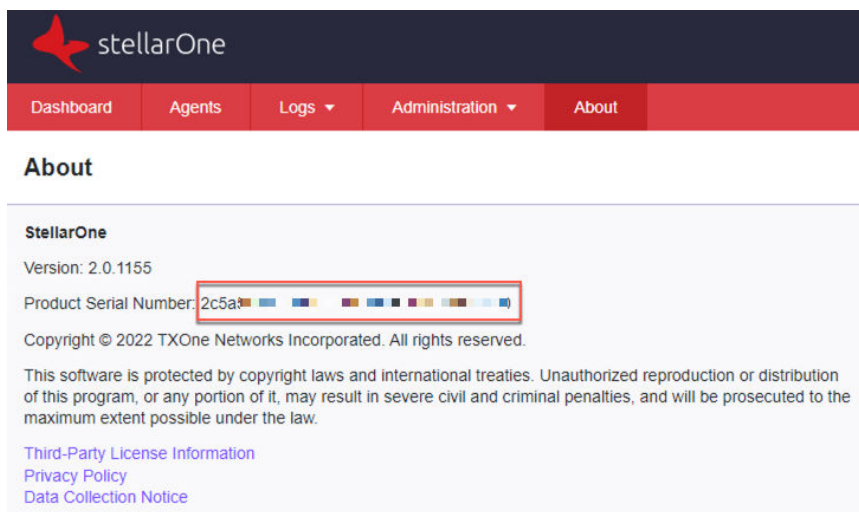 stellarOne
Dashboard Agents Logs Administration About
About
StellarOne
Version: 2.0.1155
Product Serial Number: 2c5a
Copyright © 2022 TXOne Networks Incorporated. All rights reserved.
This software is protected by copyright laws and international treaties. Unauthorized reproduction or distribution
of this program, or any portion of it, may result in severe civil and criminal penalties, and will be prosecuted to the
maximum extent possible under the law.
Third-Party License Information
Privacy Policy
Data Collection Notice